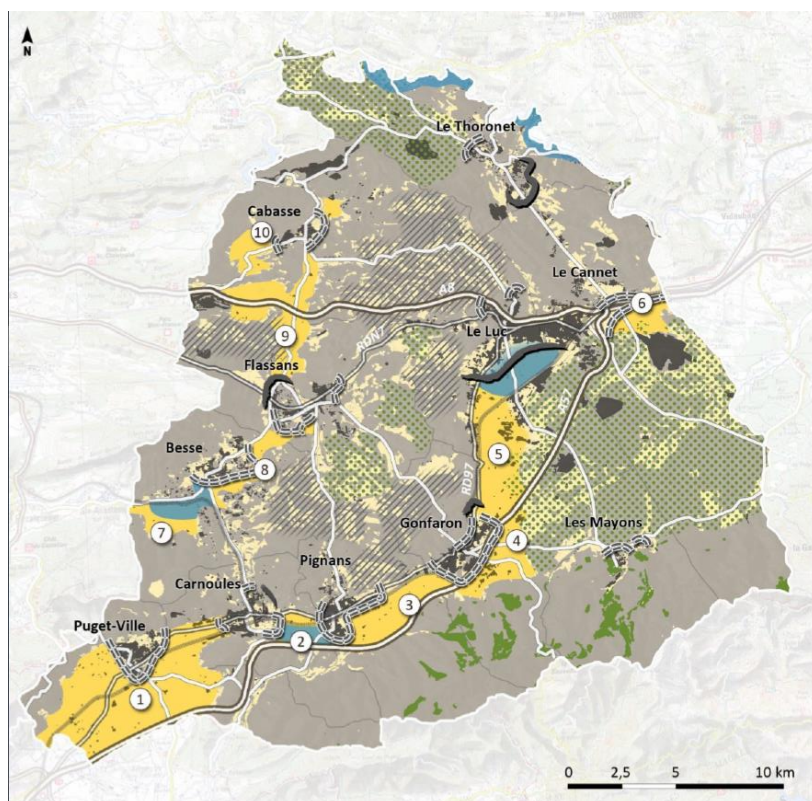 N
Le Thoronet
Cabasse
10
Le Cannet
A8
6
RDN7
Le Luc
9
Flassans
A57
Besse
5
8
RD97
Gonfaron
Les Mayons
7
4
Pignans
Carnoules
3
Puget-Ville
2
1
0 2,5 5 10 km